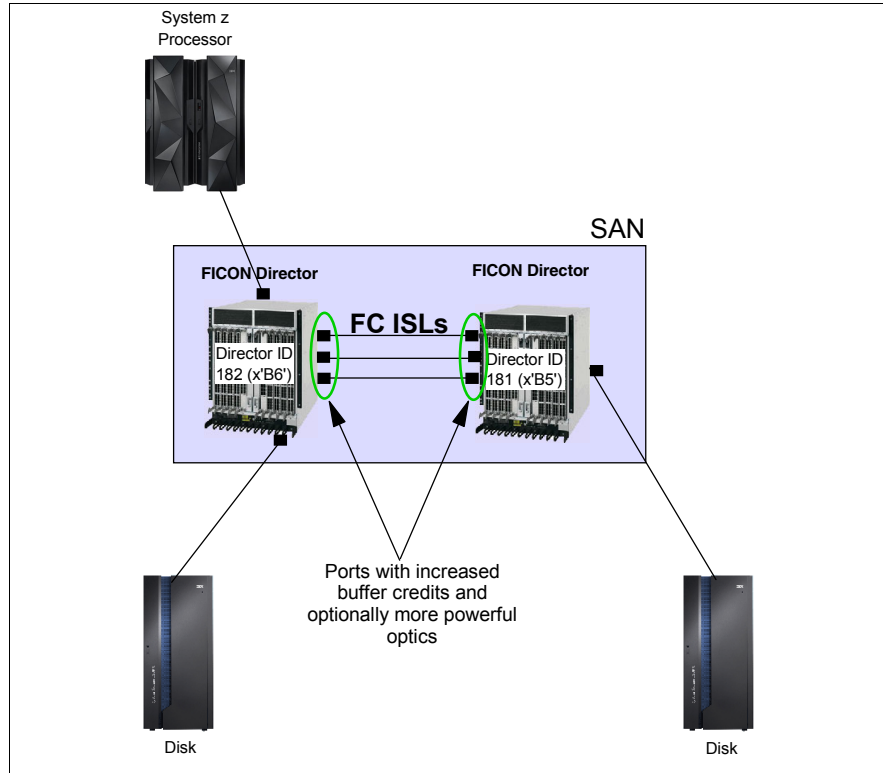 System z
Processor
SAN
FICON Director
FICON Director
FC ISLs
Director ID
182 (x'B6')
Director ID
181 (x'B5')
Ports with increased
buffer credits and
optionally more powerful
optics
Disk
Disk